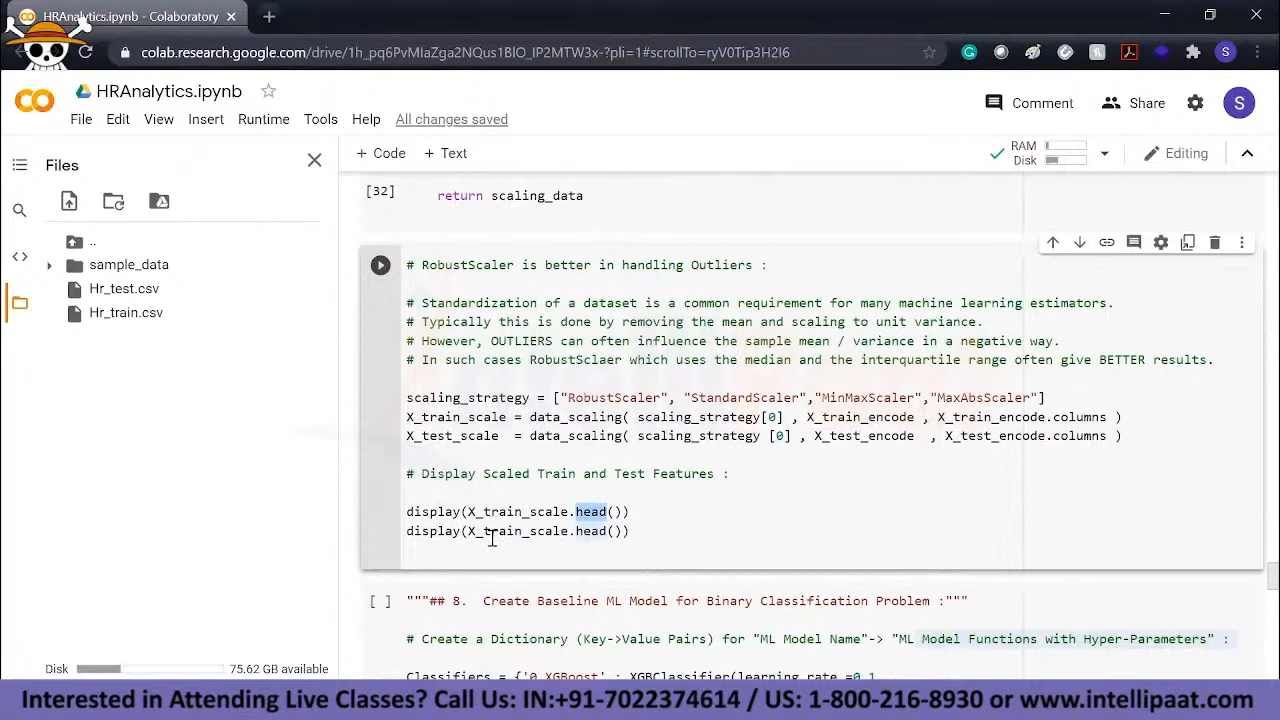 HRAnalytics.ipynb - Colaboratory
colab.research.google.com/drive/1h_pq6PvMlaZga2NQus1BlO_IP2MTW3x-?pli=1#scrollTo=ryV0Tip3H2I6
S
HRAnalytics.ipynb
Comment
Share
S
File Edit View Insert Runtime Tools Help All changes saved
Files
+ Code + Text
RAM
Disk
Editing
[32] return scaling_data
..
sample_data
Hr_test.csv
Hr_train.csv
# RobustScaler is better in handling Outliers :
# Standardization of a dataset is a common requirement for many machine learning estimators.
# Typically this is done by removing the mean and scaling to unit variance.
# However, OUTLIERS can often influence the sample mean / variance in a negative way.
# In such cases RobustSclaer which uses the median and the interquartile range often give BETTER results.
scaling_strategy = ["RobustScaler", "StandardScaler","MinMaxScaler","MaxAbsScaler"]
X_train_scale = data_scaling( scaling_strategy[0] , X_train_encode , X_train_encode.columns )
X_test_scale  = data_scaling( scaling_strategy [0] , X_test_encode  , X_test_encode.columns )
# Display Scaled Train and Test Features :
display(X_train_scale.head())
display(X_train_scale.head())
[ ] """## 8.  Create Baseline ML Model for Binary Classification Problem :"""
# Create a Dictionary (Key->Value Pairs) for "ML Model Name"-> "ML Model Functions with Hyper-Parameters" :
Classifiers = {'0.XGBoost' : XGBClassifier(learning_rate =0.1,
Disk 75.62 GB available
Interested in Attending Live Classes? Call Us: IN:+91-7022374614 / US: 1-800-216-8930 or www.intellipaat.com